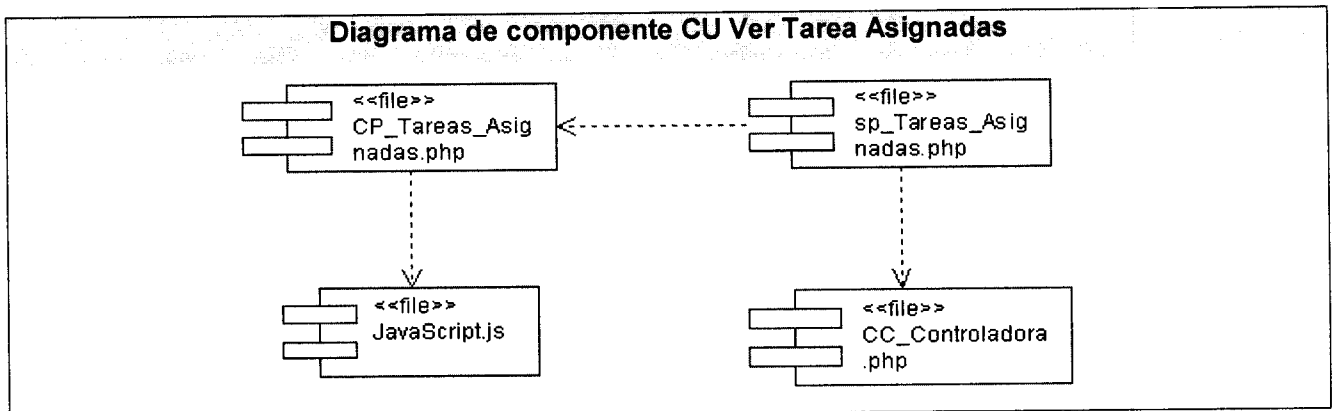 Diagrama de componente CU Ver Tarea Asignadas
<<file>>
CP_Tareas_Asig
nadas.php
<<file>>
sp_Tareas_Asig
nadas.php
<<file>>
JavaScript.js
<<file>>
CC_Controladora
.php